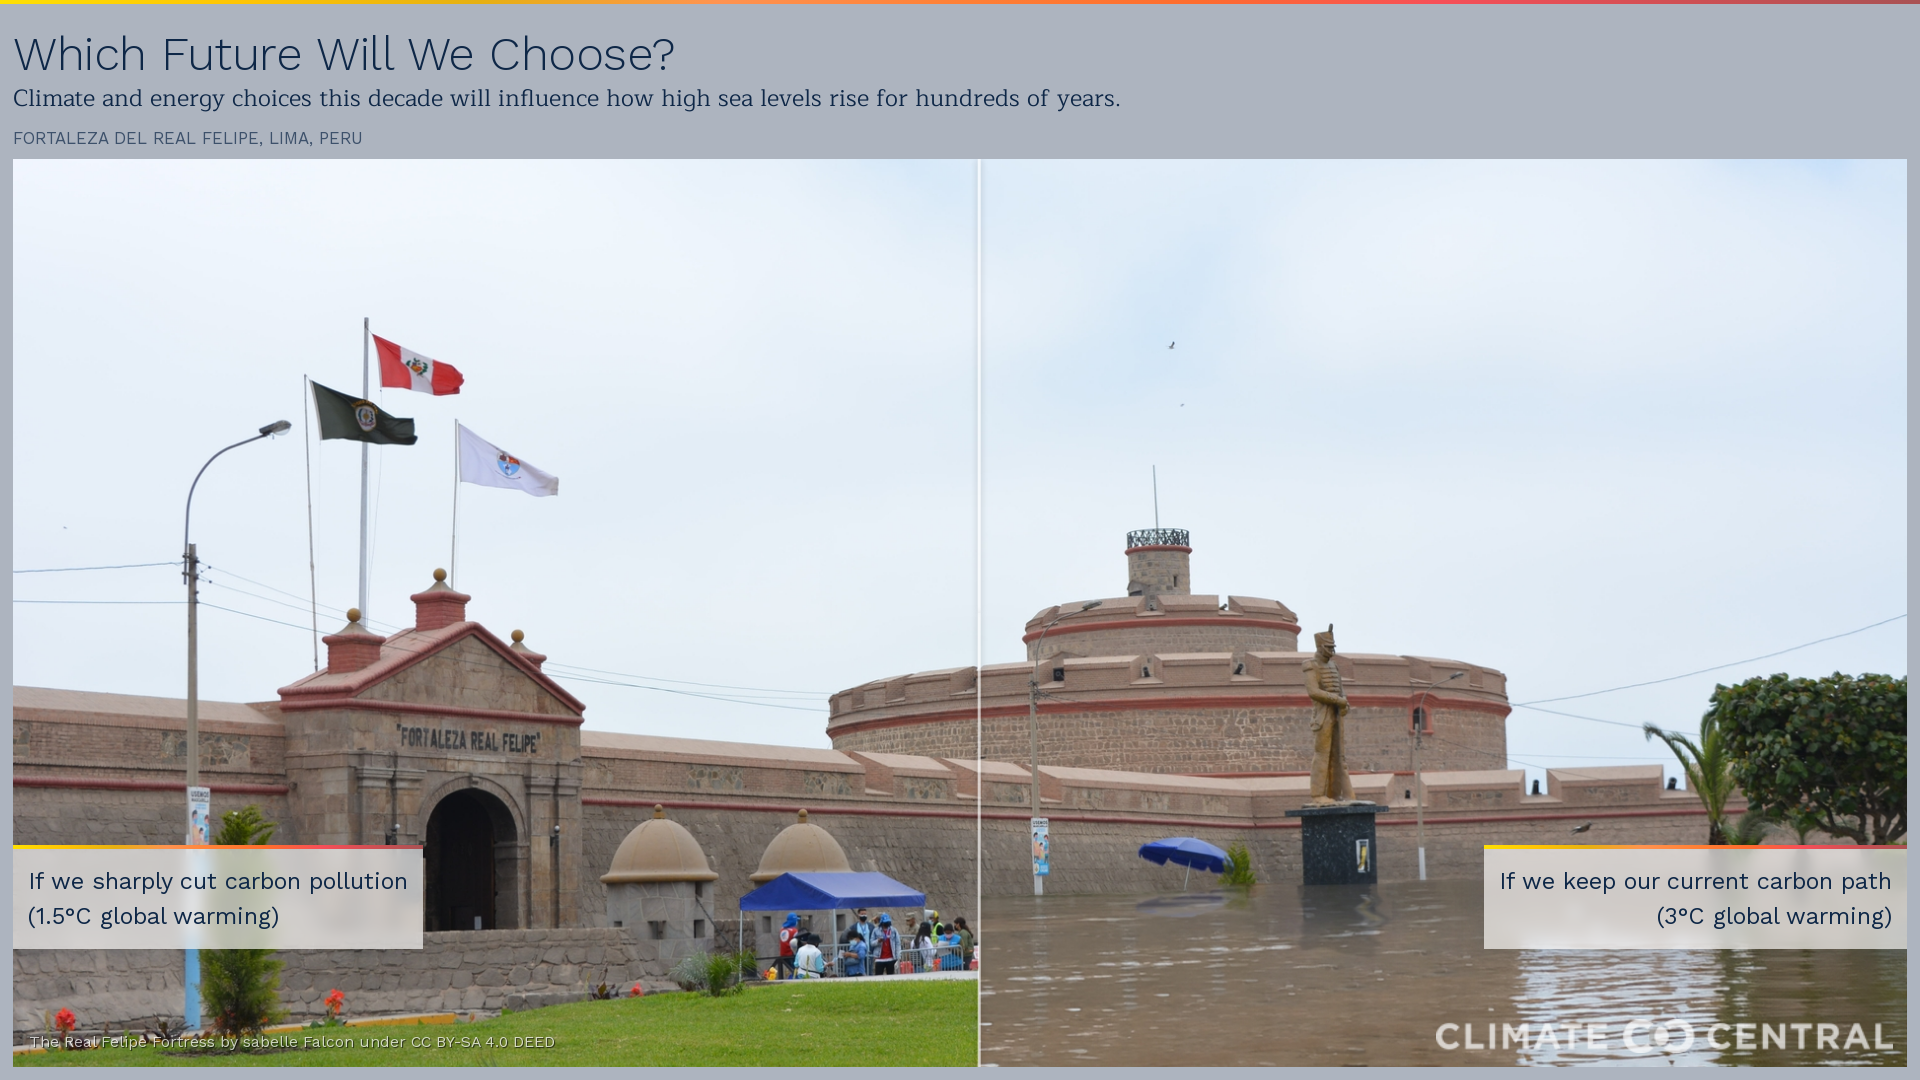 Which Future Will We Choose?
Climate and energy choices this decade will influence how high sea levels rise for hundreds of years.
FORTALEZA DEL REAL FELIPE, LIMA, PERU
"FORTALEZA REAL FELIPE"
USEMOS
USEMOS
If we sharply cut carbon pollution
(1.5°C global warming)
If we keep our current carbon path
(3°C global warming)
The Real Felipe Fortress by sabelle Falcon under CC BY-SA 4.0 DEED
CLIMATE CENTRAL